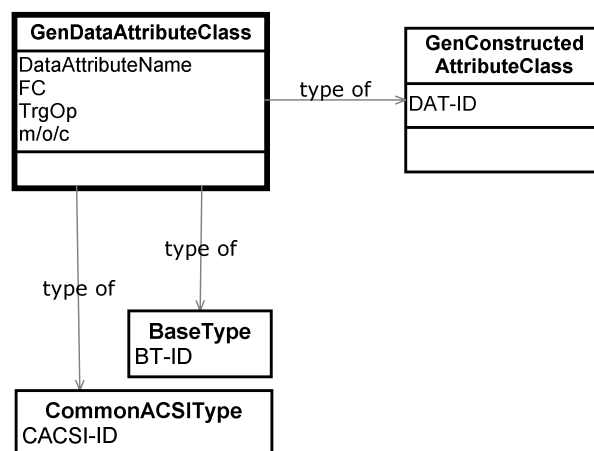 GenDataAttributeClass
DataAttributeName
FC
TrgOp
m/o/c
type of
GenConstructed
AttributeClass
DAT-ID
type of
type of
BaseType
BT-ID
CommonACSIType
CACSI-ID